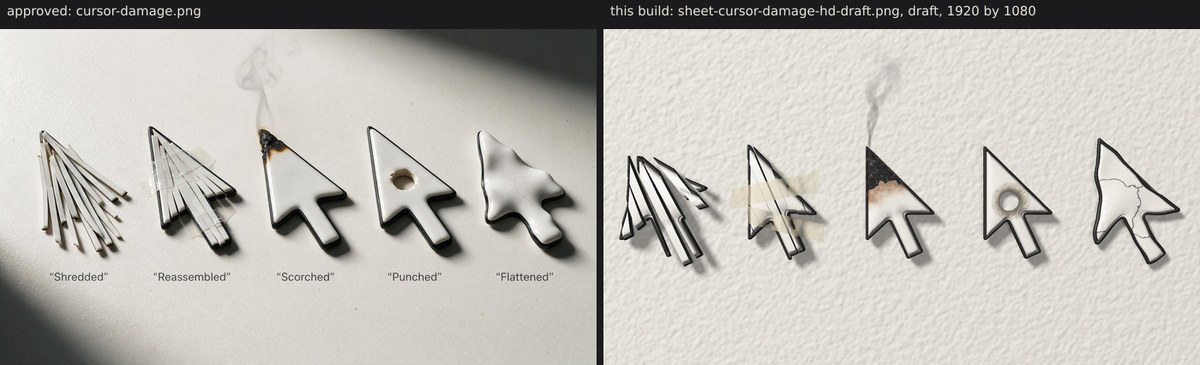 approved: cursor-damage.png
this build: sheet-cursor-damage-hd-draft.png, draft, 1920 by 1080
“Shredded”
“Reassembled”
“Scorched”
“Punched”
“Flattened”